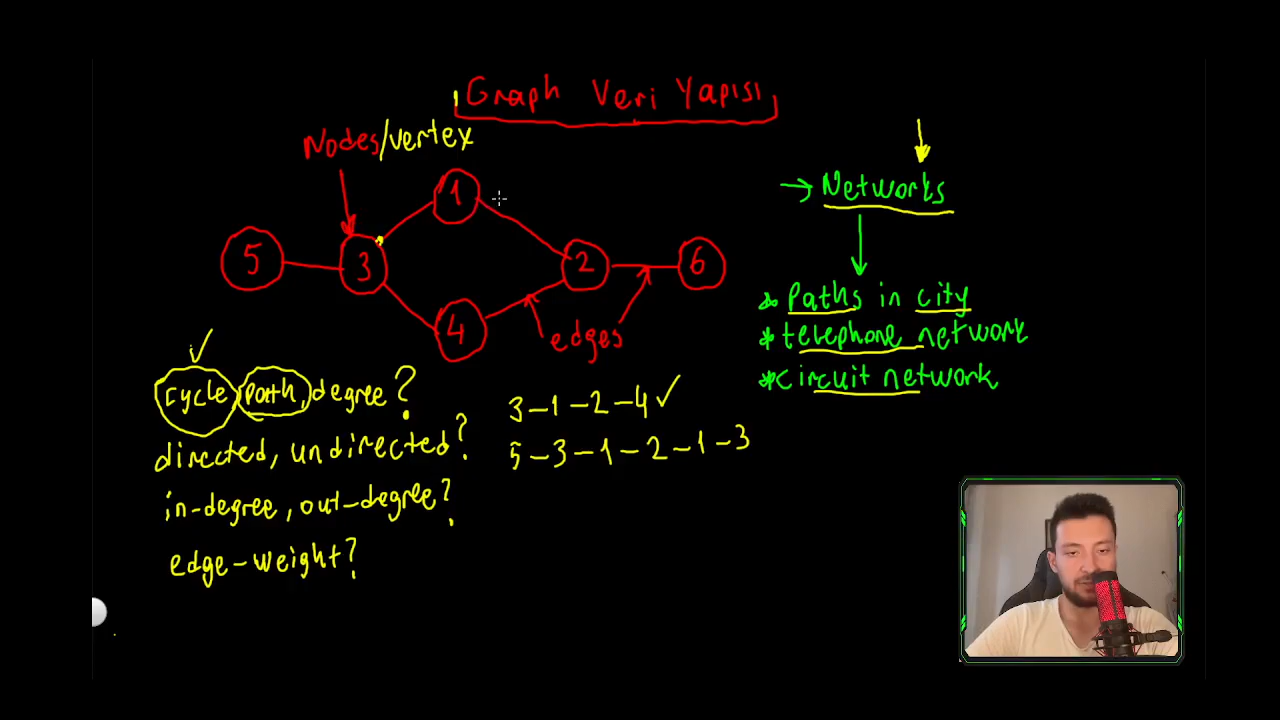 Graph Veri Yapısı
Nodes/vertex
1
5
3
2
6
4
edges
→ Networks
* Paths in city
* telephone network
* circuit network
Cycle path, degree?
directed, undirected?
in-degree, out-degree?
edge-weight?
3-1-2-4 ✓
5-3-1-2-1-3